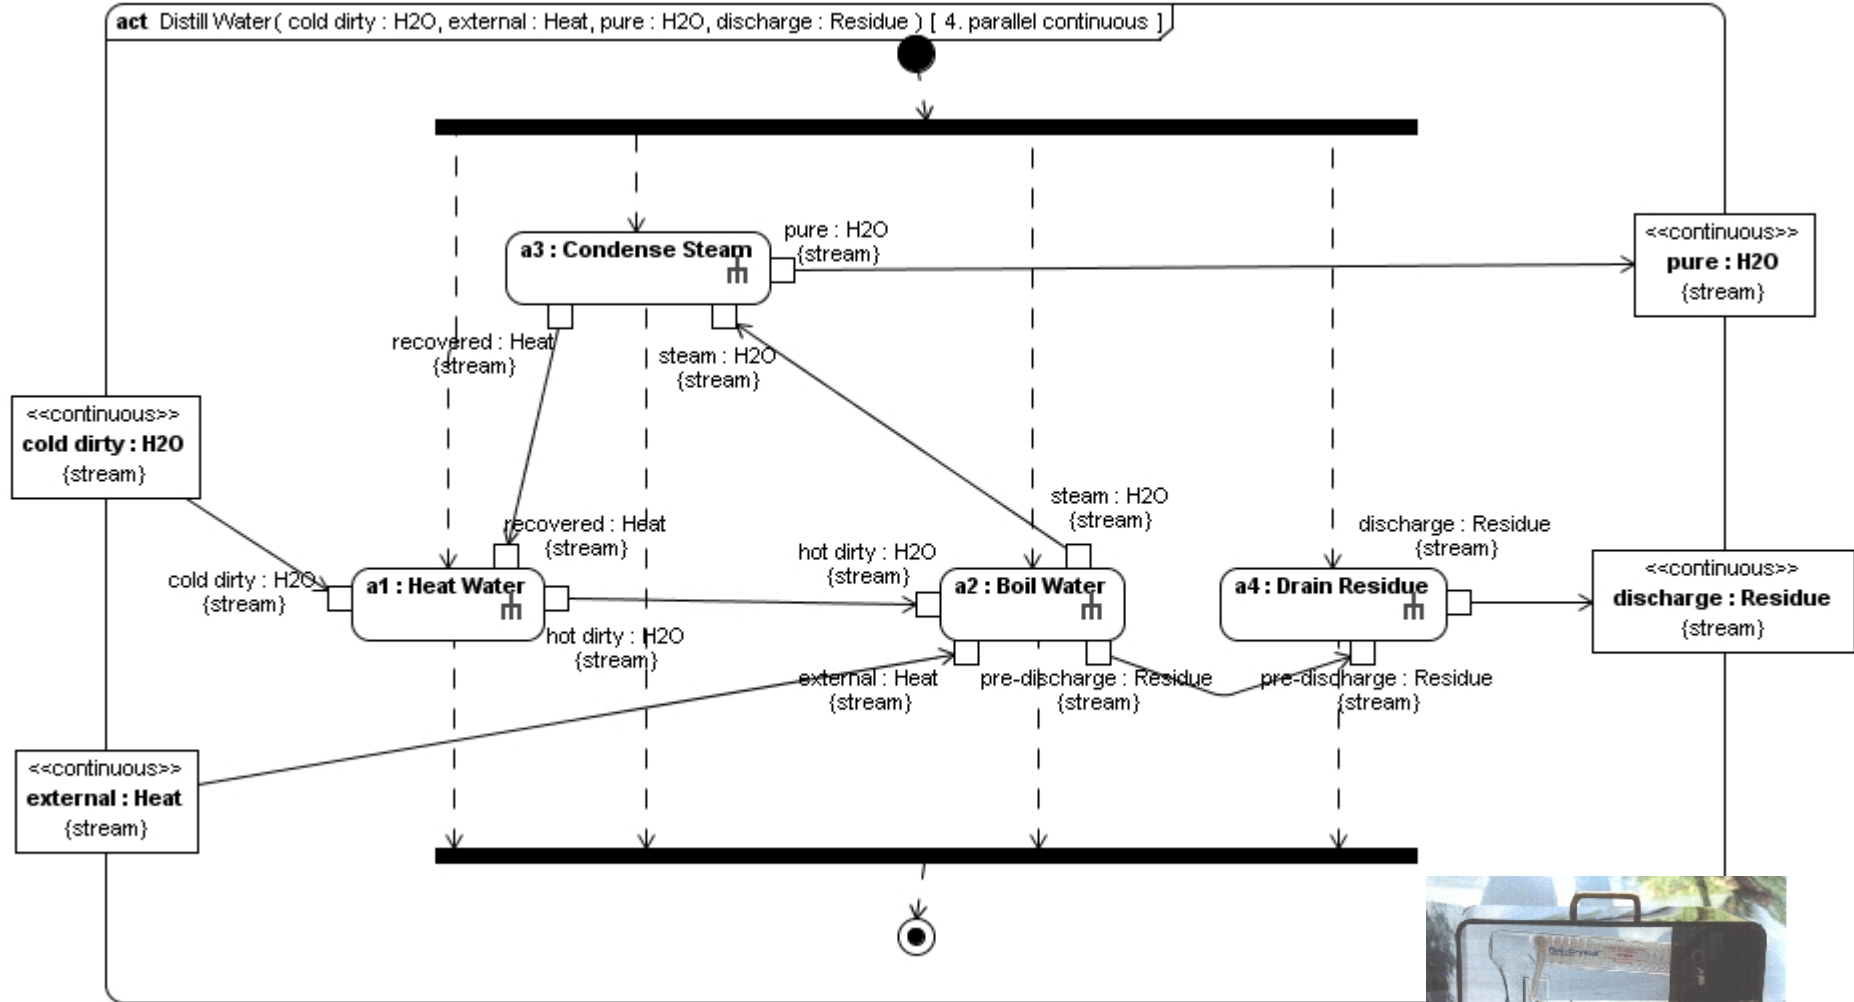 act Distill Water( cold dirty : H2O, external : Heat, pure : H2O, discharge : Residue ) [ 4. parallel continuous ]
pure : H2O
{stream}
a3 : Condense Steam
<<continuous>>
pure : H2O
{stream}
recovered : Heat
{stream}
steam : H2O
{stream}
<<continuous>>
cold dirty : H2O
{stream}
recovered : Heat
{stream}
steam : H2O
{stream}
discharge : Residue
{stream}
cold dirty : H2O
{stream}
a1 : Heat Water
hot dirty : H2O
{stream}
hot dirty : H2O
{stream}
a2 : Boil Water
a4 : Drain Residue
<<continuous>>
discharge : Residue
{stream}
external : Heat
{stream}
pre-discharge : Residue
{stream}
pre-discharge : Residue
{stream}
<<continuous>>
external : Heat
{stream}